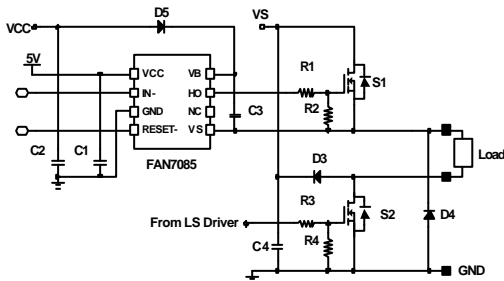 D5
VS
VCC
5V
VCC
VB
R1
IN-
HO
S1
GND
NC
R2
RESET-
VS
C3
C2
C1
FAN7085
D3
Load
R3
S2
From LS Driver
R4
D4
C4
GND